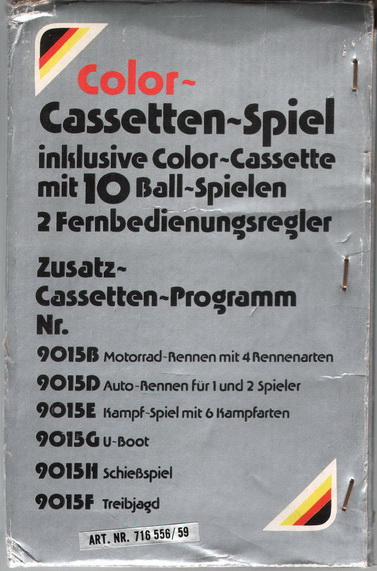 Color~
Cassetten~Spiel
inklusive Color~Cassette
mit 10 Ball~Spielen
2 Fernbedienungsregler
Zusatz~
Cassetten~Programm
Nr.
9015B Motorrad-Rennen mit 4 Rennenarten
9015D Auto-Rennen für 1 und 2 Spieler
9015E Kampf-Spiel mit 6 Kampfarten
9015G U-Boot
9015H Schießspiel
9015F Treibjagd
ART. NR. 716 556/59